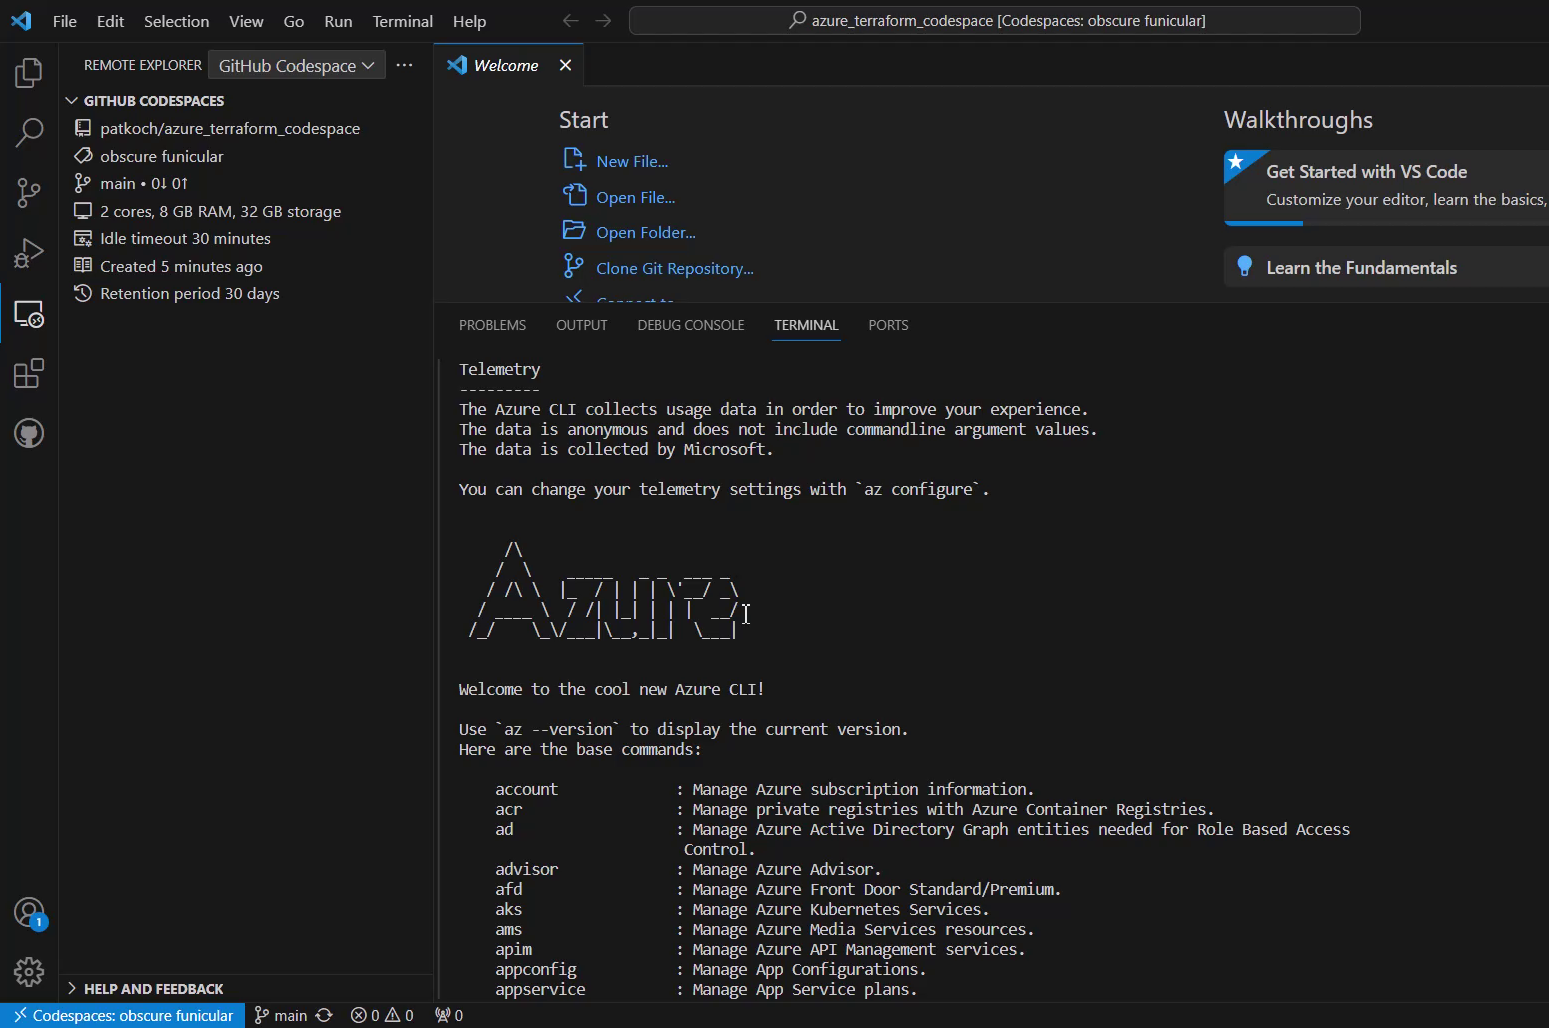 File Edit Selection View Go Run Terminal Help
azure_terraform_codespace [Codespaces: obscure funicular]
REMOTE EXPLORER GitHub Codespace
GITHUB CODESPACES
patkoch/azure_terraform_codespace
obscure funicular
main • 0↓ 0↑
2 cores, 8 GB RAM, 32 GB storage
Idle timeout 30 minutes
Created 5 minutes ago
Retention period 30 days
HELP AND FEEDBACK
1
Welcome
Start
New File...
Open File...
Open Folder...
Clone Git Repository...
Connect to
Walkthroughs
Get Started with VS Code
Customize your editor, learn the basics,
Learn the Fundamentals
PROBLEMS OUTPUT DEBUG CONSOLE TERMINAL PORTS
Telemetry
---------
The Azure CLI collects usage data in order to improve your experience.
The data is anonymous and does not include commandline argument values.
The data is collected by Microsoft.
You can change your telemetry settings with `az configure`.
Azure
Welcome to the cool new Azure CLI!
Use `az --version` to display the current version.
Here are the base commands:
account : Manage Azure subscription information.
acr : Manage private registries with Azure Container Registries.
ad : Manage Azure Active Directory Graph entities needed for Role Based Access
Control.
advisor : Manage Azure Advisor.
afd : Manage Azure Front Door Standard/Premium.
aks : Manage Azure Kubernetes Services.
ams : Manage Azure Media Services resources.
apim : Manage Azure API Management services.
appconfig : Manage App Configurations.
appservice : Manage App Service plans.
Codespaces: obscure funicular main 0 0 0